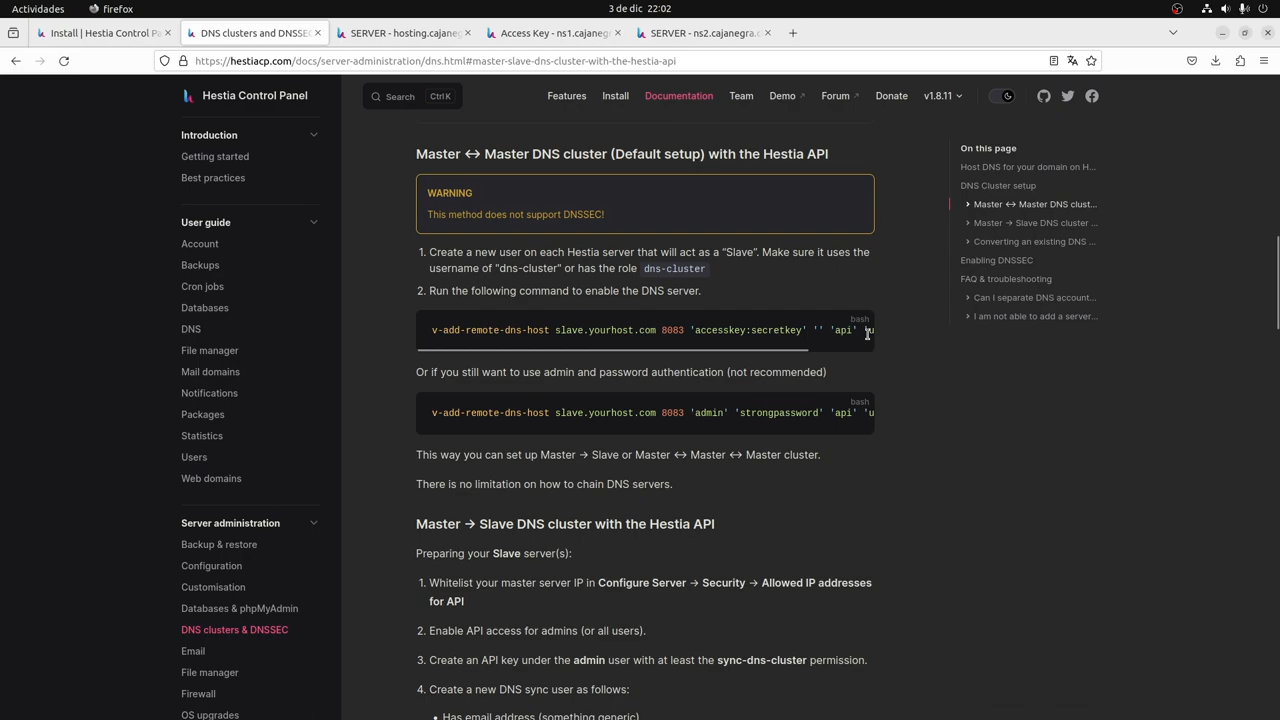 Actividades firefox 3 de dic 22:02
Install | Hestia Control Pa
DNS clusters and DNSSEC
SERVER - hosting.cajaneg
Access Key - ns1.cajanegr
SERVER - ns2.cajanegra.c
https://hestiacp.com/docs/server-administration/dns.html#master-slave-dns-cluster-with-the-hestia-api
Hestia Control Panel
Search Ctrl K
Features Install Documentation Team Demo Forum Donate v1.8.11
Introduction
Getting started
Best practices
User guide
Account
Backups
Cron jobs
Databases
DNS
File manager
Mail domains
Notifications
Packages
Statistics
Users
Web domains
Server administration
Backup & restore
Configuration
Customisation
Databases & phpMyAdmin
DNS clusters & DNSSEC
Email
File manager
Firewall
OS upgrades
Master ↔ Master DNS cluster (Default setup) with the Hestia API
WARNING
This method does not support DNSSEC!
1. Create a new user on each Hestia server that will act as a “Slave”. Make sure it uses the
username of "dns-cluster" or has the role dns-cluster
2. Run the following command to enable the DNS server.
bash
v-add-remote-dns-host slave.yourhost.com 8083 'accesskey:secretkey' '' 'api' 'u
Or if you still want to use admin and password authentication (not recommended)
bash
v-add-remote-dns-host slave.yourhost.com 8083 'admin' 'strongpassword' 'api' 'u
This way you can set up Master → Slave or Master ↔ Master ↔ Master cluster.
There is no limitation on how to chain DNS servers.
Master → Slave DNS cluster with the Hestia API
Preparing your Slave server(s):
1. Whitelist your master server IP in Configure Server → Security → Allowed IP addresses
for API
2. Enable API access for admins (or all users).
3. Create an API key under the admin user with at least the sync-dns-cluster permission.
4. Create a new DNS sync user as follows:
• Has email address (something generic)
On this page
Host DNS for your domain on H...
DNS Cluster setup
Master ↔ Master DNS clust...
Master → Slave DNS cluster ...
Converting an existing DNS ...
Enabling DNSSEC
FAQ & troubleshooting
Can I separate DNS account...
I am not able to add a server...